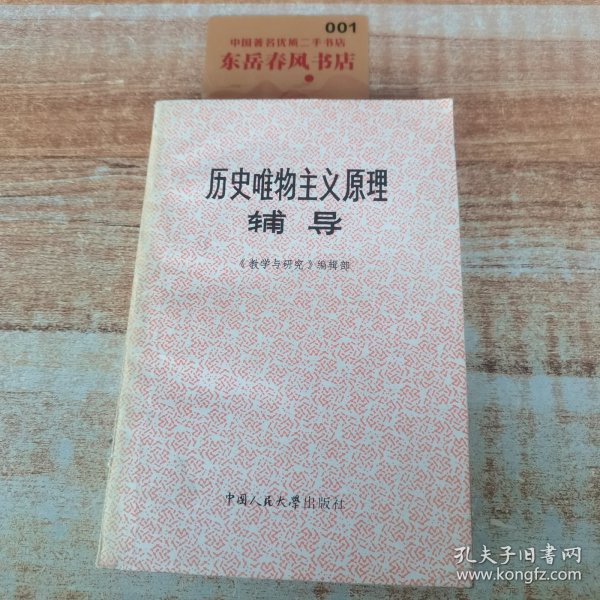 001
中国著名优质二手书店
东岳春风书店
历史唯物主义原理
辅导
《教学与研究》编辑部
中国人民大学出版社
孔夫子旧书网
www.kongfz.com